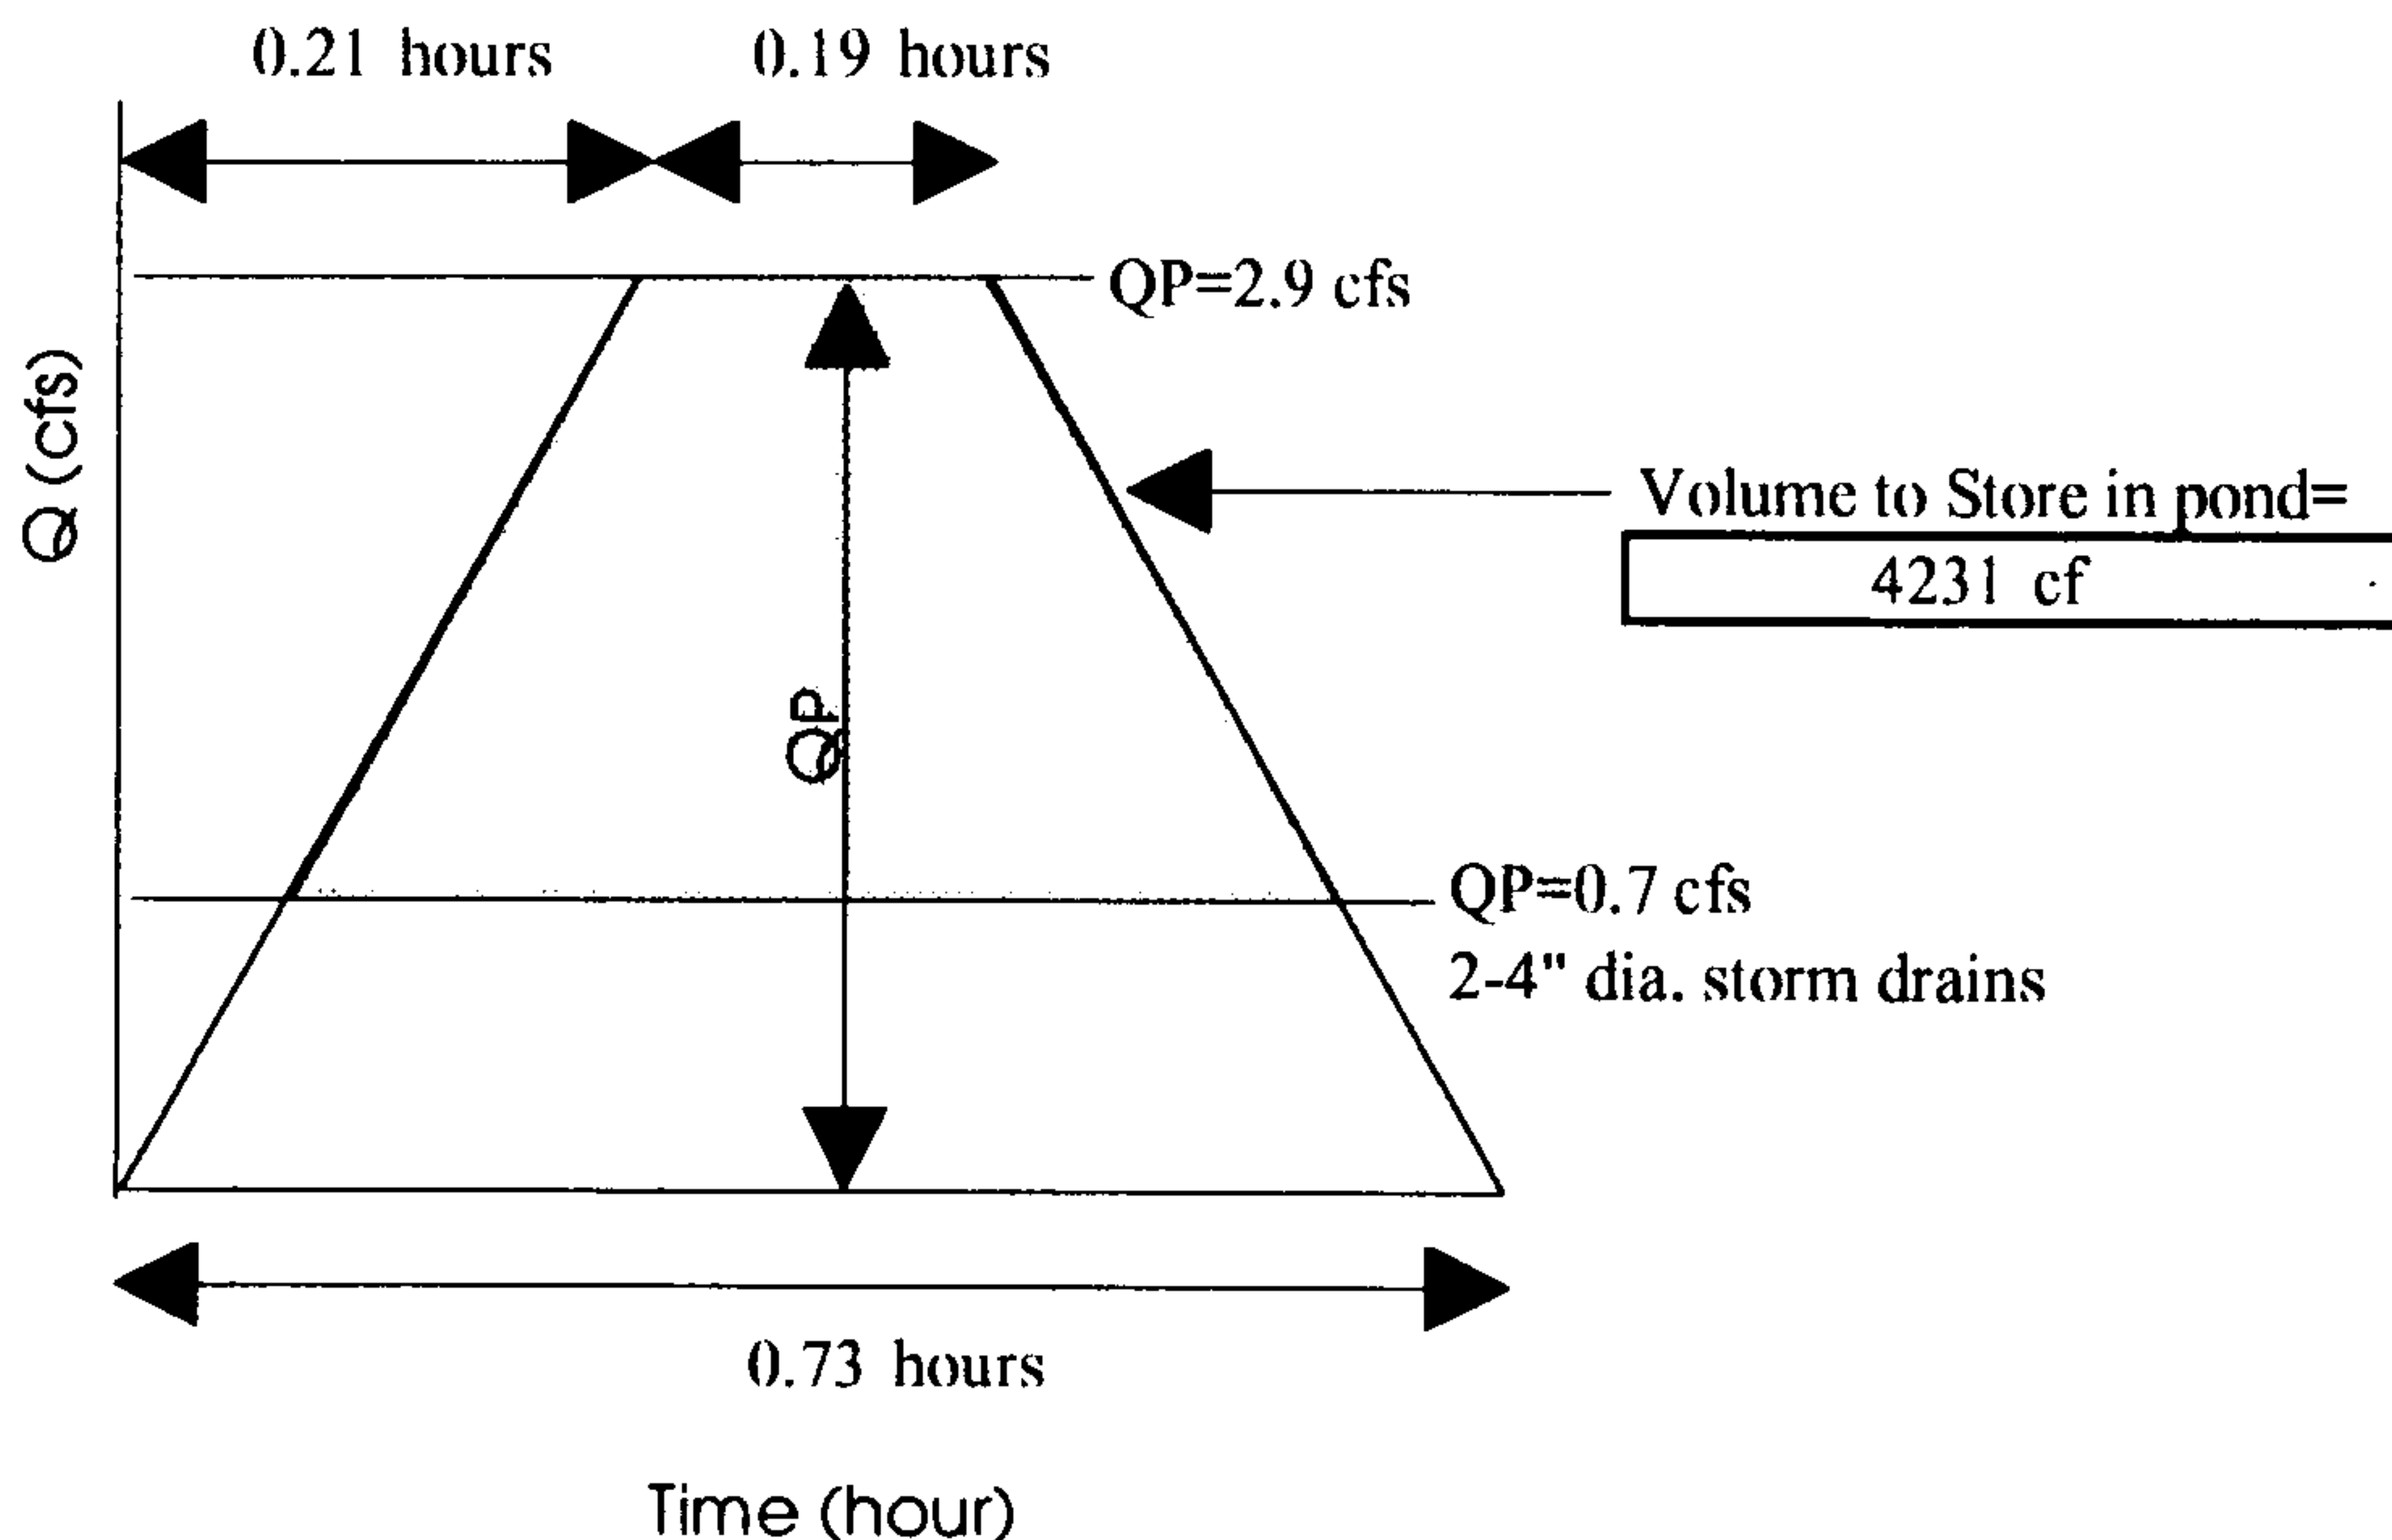 0.21 hours
0.19 hours
QP=2.9 cfs
Q (cfs)
Volume to Store in pond=
4231 cf
QP
QP=0.7 cfs
2-4" dia. storm drains
0.73 hours
Time (hour)